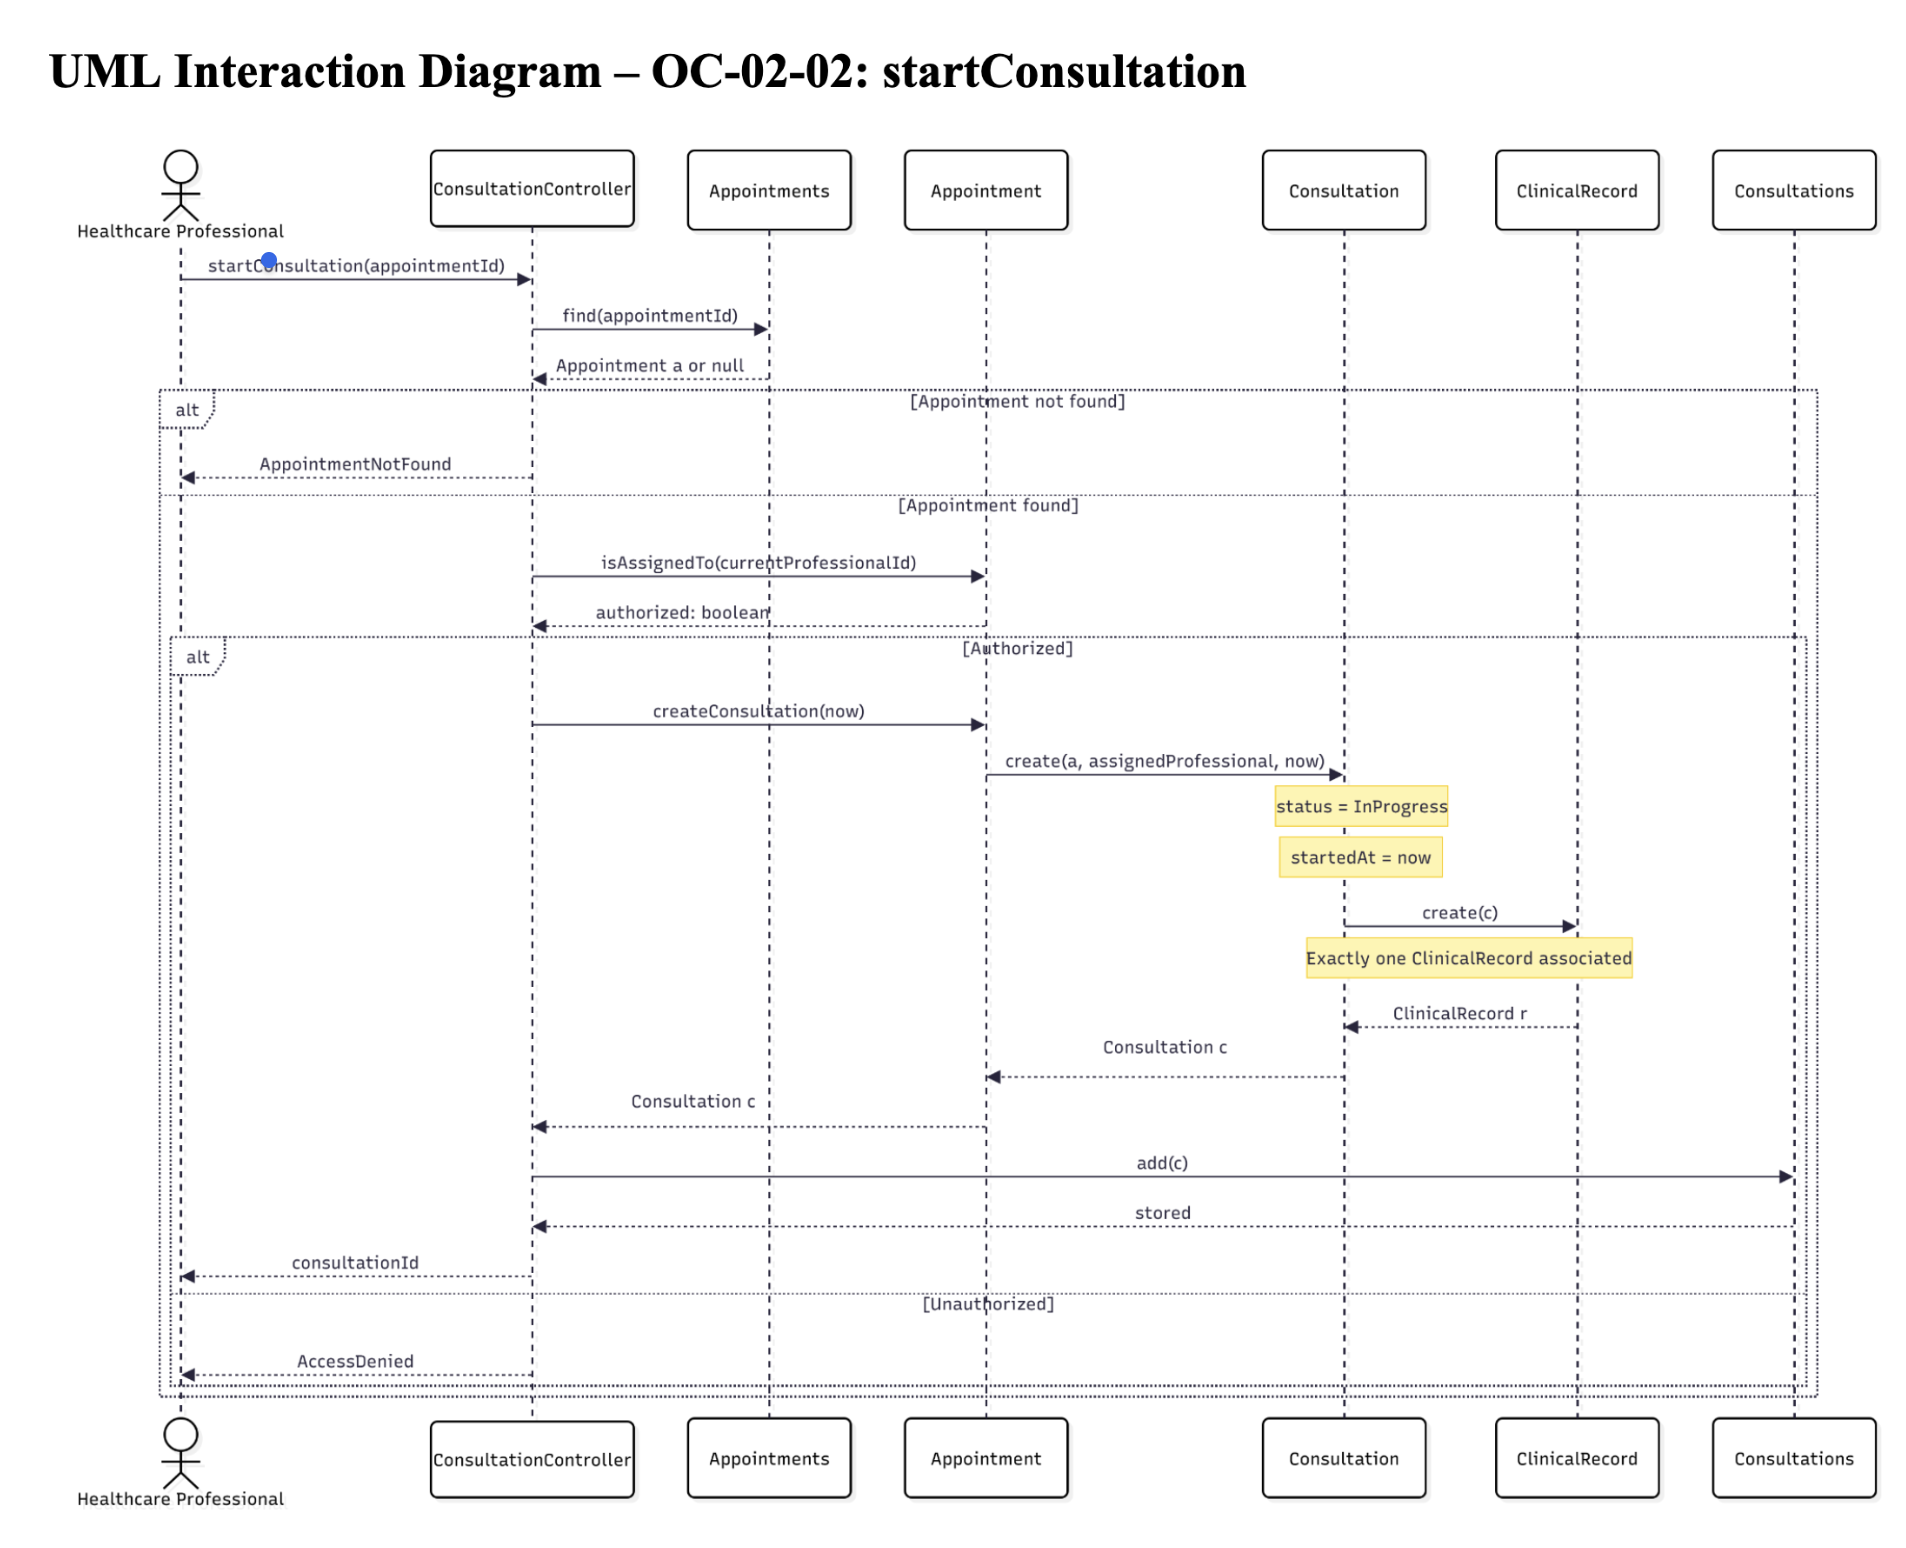 UML Interaction Diagram – OC-02-02: startConsultation
Healthcare Professional
ConsultationController
Appointments
Appointment
Consultation
ClinicalRecord
Consultations
startConsultation(appointmentId)
find(appointmentId)
Appointment a or null
alt
[Appointment not found]
AppointmentNotFound
[Appointment found]
isAssignedTo(currentProfessionalId)
authorized: boolean
alt
[Authorized]
createConsultation(now)
create(a, assignedProfessional, now)
status = InProgress
startedAt = now
create(c)
Exactly one ClinicalRecord associated
ClinicalRecord r
Consultation c
Consultation c
add(c)
stored
consultationId
[Unauthorized]
AccessDenied
Healthcare Professional
ConsultationController
Appointments
Appointment
Consultation
ClinicalRecord
Consultations